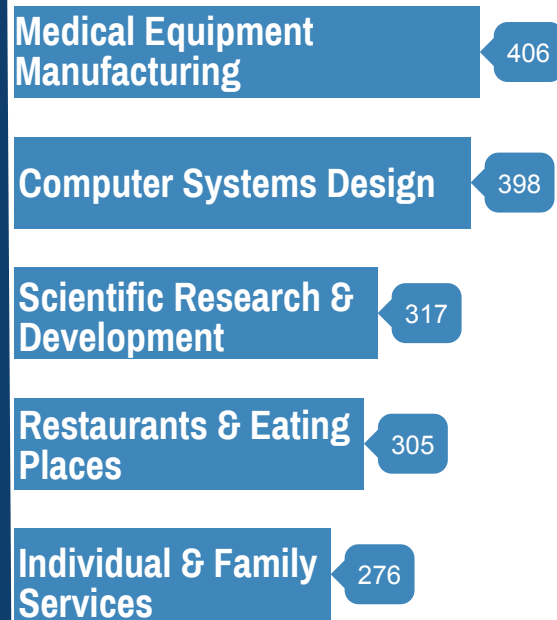 Medical Equipment
Manufacturing
406
Computer Systems Design
398
Scientific Research &
Development
317
Restaurants & Eating
Places
305
Individual & Family
Services
276